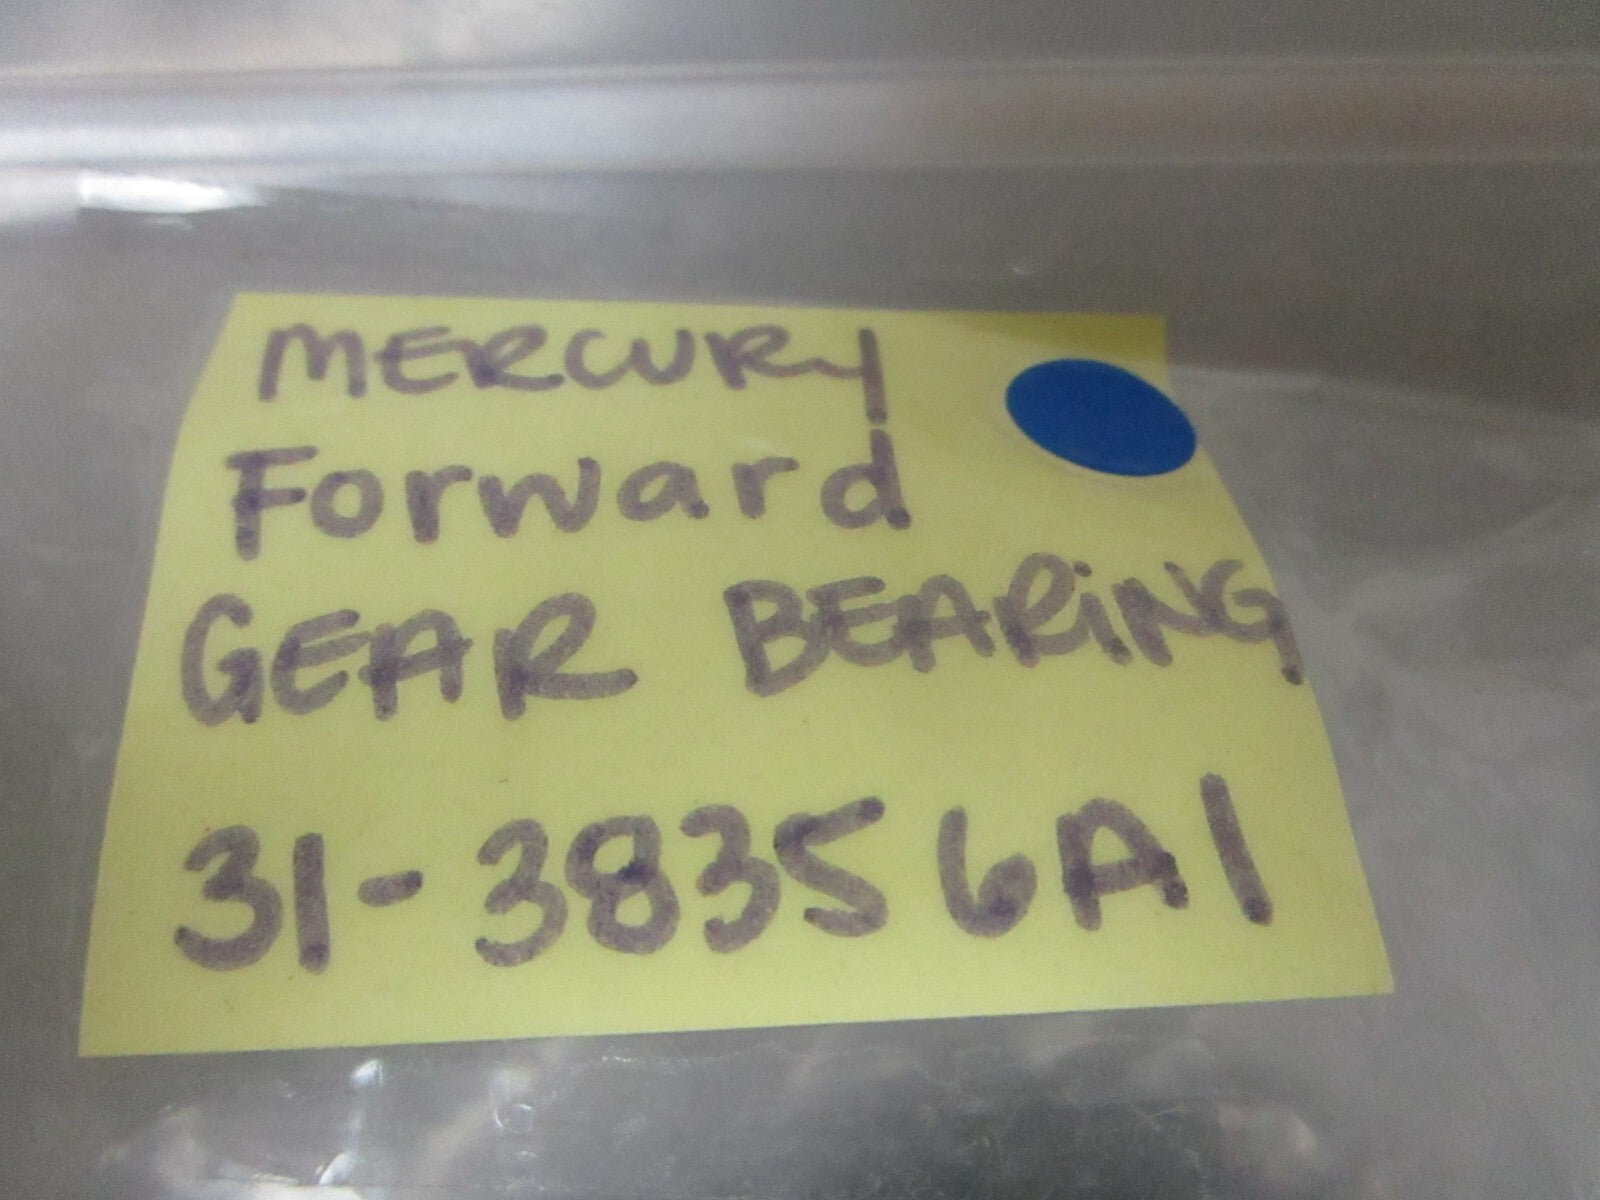 MERCURY
Forward
GEAR BEARiNG
31-38356A1